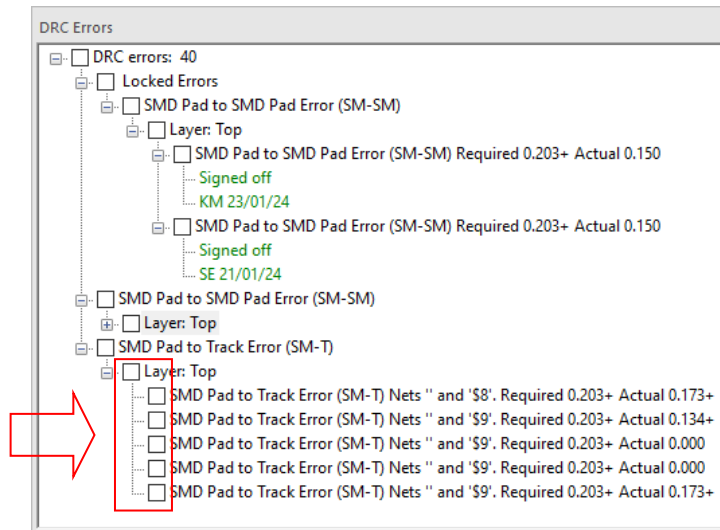 DRC Errors
DRC errors: 40
Locked Errors
SMD Pad to SMD Pad Error (SM-SM)
Layer: Top
SMD Pad to SMD Pad Error (SM-SM) Required 0.203+ Actual 0.150
Signed off
KM 23/01/24
SMD Pad to SMD Pad Error (SM-SM) Required 0.203+ Actual 0.150
Signed off
SE 21/01/24
SMD Pad to SMD Pad Error (SM-SM)
Layer: Top
SMD Pad to Track Error (SM-T)
Layer: Top
SMD Pad to Track Error (SM-T) Nets '' and '$8'. Required 0.203+ Actual 0.173+
SMD Pad to Track Error (SM-T) Nets '' and '$9'. Required 0.203+ Actual 0.134+
SMD Pad to Track Error (SM-T) Nets '' and '$9'. Required 0.203+ Actual 0.000
SMD Pad to Track Error (SM-T) Nets '' and '$9'. Required 0.203+ Actual 0.000
SMD Pad to Track Error (SM-T) Nets '' and '$9'. Required 0.203+ Actual 0.173+